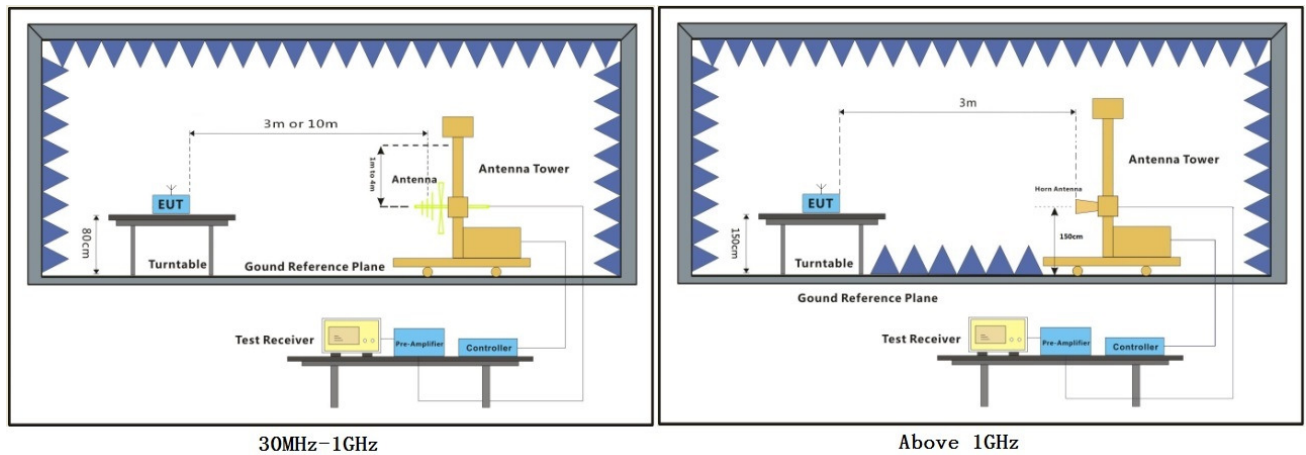 3m or 10m
1m to 4m
Antenna
Antenna Tower
EUT
80cm
Turntable
Gound Reference Plane
Test Receiver
Pre-Amplifier
Controller
30MHz-1GHz
3m
Antenna Tower
Horn Antenna
EUT
150cm
150cm
Turntable
Gound Reference Plane
Test Receiver
Pre-Amplifier
Controller
Above 1GHz